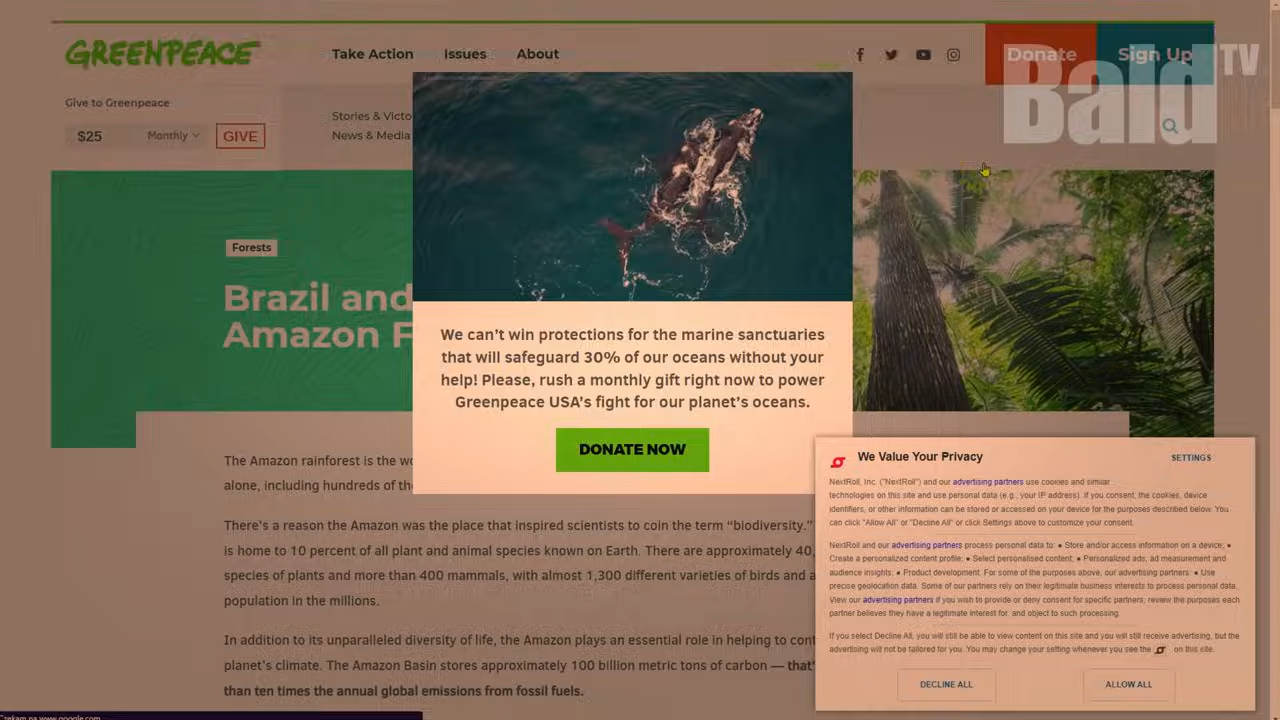 GREENPEACE
Take Action
Issues
About
Donate
Sign Up
Bald TV
Give to Greenpeace
$25
Monthly
GIVE
Stories & Victo
News & Media
Forests
Brazil and
Amazon F
We can’t win protections for the marine sanctuaries
that will safeguard 30% of our oceans without your
help! Please, rush a monthly gift right now to power
Greenpeace USA’s fight for our planet’s oceans.
DONATE NOW
The Amazon rainforest is the wo
alone, including hundreds of the
There’s a reason the Amazon was the place that inspired scientists to coin the term “biodiversity.”
is home to 10 percent of all plant and animal species known on Earth. There are approximately 40,
species of plants and more than 400 mammals, with almost 1,300 different varieties of birds and a
population in the millions.
In addition to its unparalleled diversity of life, the Amazon plays an essential role in helping to cont
planet’s climate. The Amazon Basin stores approximately 100 billion metric tons of carbon — that’
than ten times the annual global emissions from fossil fuels.
We Value Your Privacy
SETTINGS
NextRoll, Inc. ("NextRoll") and our advertising partners use cookies and similar
technologies on this site and use personal data (e.g., your IP address). If you consent, the cookies, device
identifiers, or other information can be stored or accessed on your device for the purposes described below. You
can click "Allow All" or "Decline All" or click Settings above to customize your consent.
NextRoll and our advertising partners process personal data to: ● Store and/or access information on a device; ●
Create a personalized content profile; ● Select personalised content; ● Personalized ads, ad measurement and
audience insights; ● Product development. For some of the purposes above, our advertising partners: ● Use
precise geolocation data. Some of our partners rely on their legitimate business interests to process personal data.
View our advertising partners if you wish to provide or deny consent for specific partners, review the purposes each
partner believes they have a legitimate interest for, and object to such processing.
If you select Decline All, you will still be able to view content on this site and you will still receive advertising, but the
advertising will not be tailored for you. You may change your setting whenever you see the on this site.
DECLINE ALL
ALLOW ALL
Czekam na www.google.com